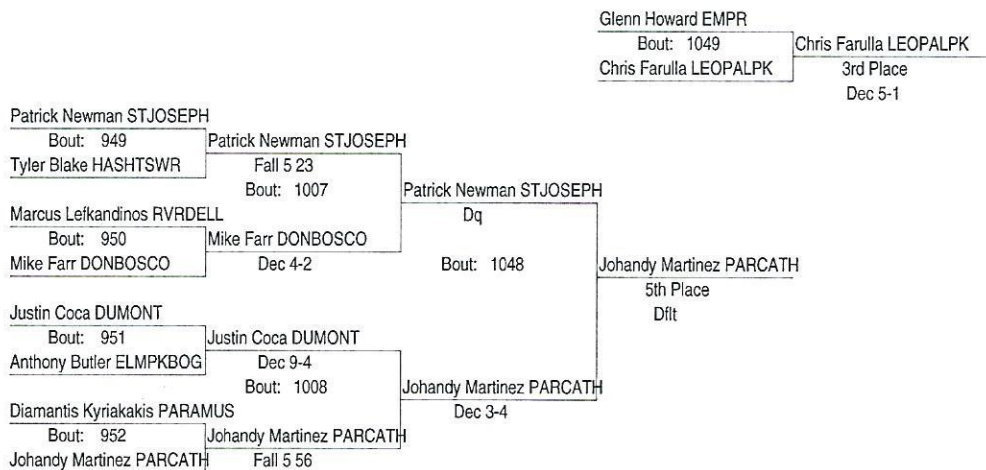 Glenn Howard EMPR
Bout: 1049
Chris Farulla LEOPALPK
Chris Farulla LEOPALPK
3rd Place
Dec 5-1
Patrick Newman STJOSEPH
Bout: 949
Tyler Blake HASHTSWR
Patrick Newman STJOSEPH
Fall 5 23
Bout: 1007
Marcus Lefkandinos RVRDELL
Bout: 950
Mike Farr DONBOSCO
Mike Farr DONBOSCO
Dec 4-2
Patrick Newman STJOSEPH
Dq
Bout: 1048
Johandy Martinez PARCATH
5th Place
Dflt
Justin Coca DUMONT
Bout: 951
Anthony Butler ELMPKBOG
Justin Coca DUMONT
Dec 9-4
Bout: 1008
Diamantis Kyriakakis PARAMUS
Bout: 952
Johandy Martinez PARCATH
Johandy Martinez PARCATH
Fall 5 56
Johandy Martinez PARCATH
Dec 3-4